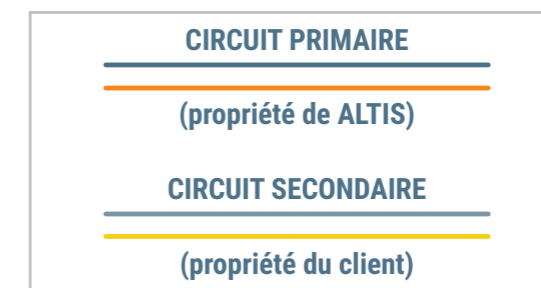 CIRCUIT PRIMAIRE
(propriété de ALTIS)
CIRCUIT SECONDAIRE
(propriété du client)